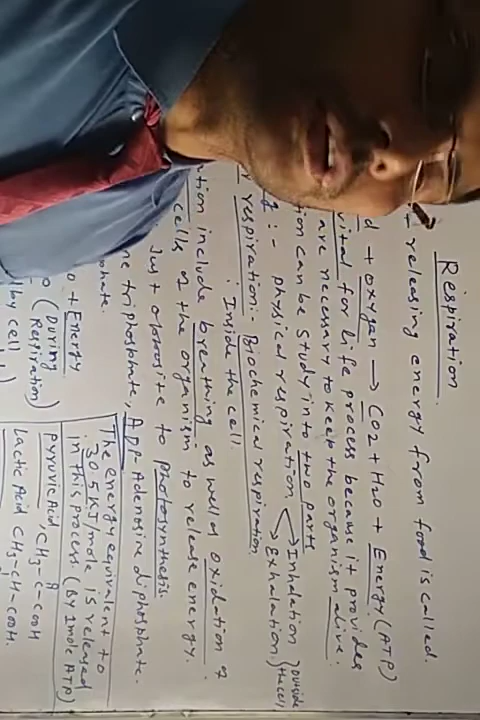 Respiration
releasing energy from food is called.
d + oxygen → CO2 + H2O + Energy (ATP)
vital for life process because it provides
are necessary to keep the organism alive.
tion can be study into two parts
g :- physical respiration → Inhalation → Exhalation } outside the cell
r respiration:- Biochemical respiration
Inside the cell.
tion include breathing as well as oxidation of
cells of the organism to release energy.
Just opposite to photosynthesis.
ne triphosphate, ADP- Adenosine diphosphate.
phate.
The energy equivalent to
30.5 KJ/mole is released
in this process. (By 1 mole ATP)
o + Energy
o (During Respiration)
by cell
Pyruvic Acid, CH3-C-COOH
O
Lactic Acid CH3-CH-COOH.